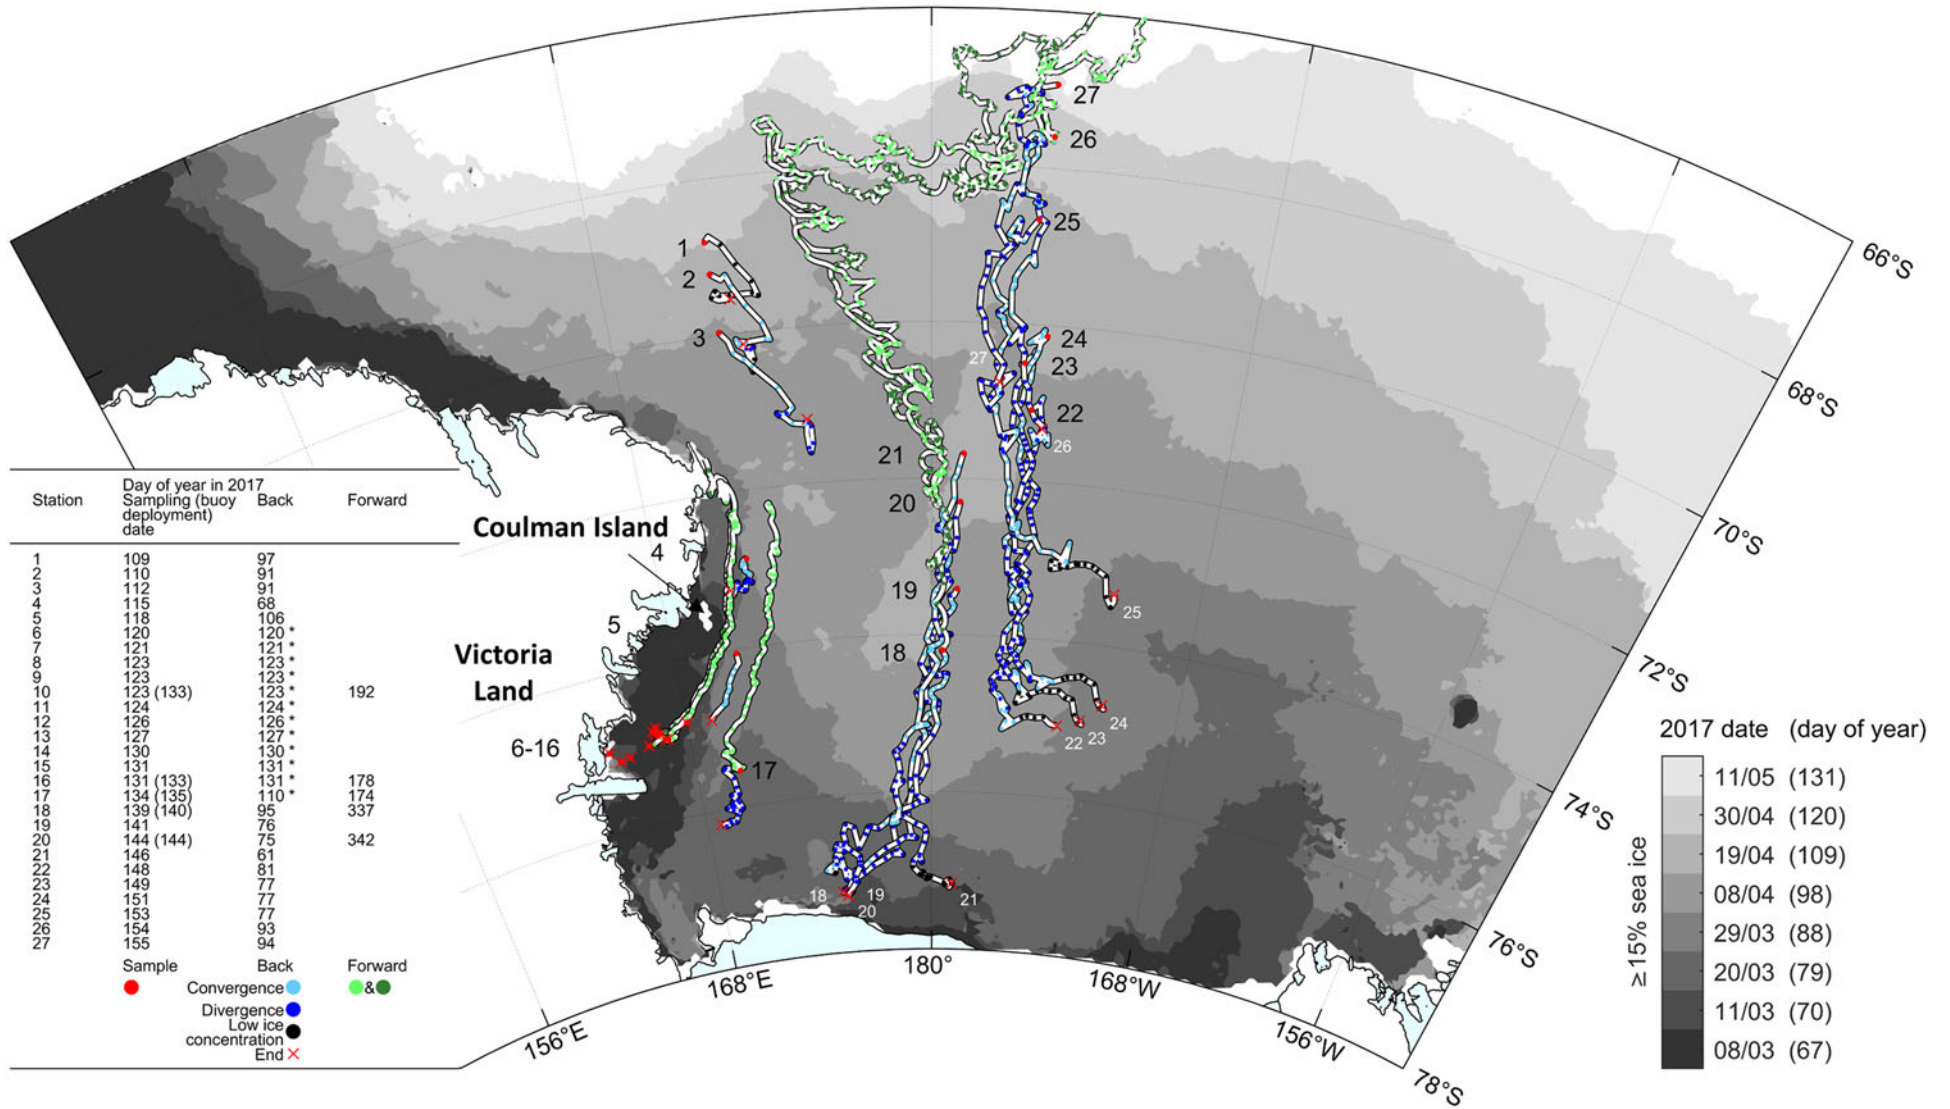 27
26
25
1
2
3
24
27
23
22
26
21
20
19
18
4
5
17
6-16
25
24
23
22
18
19
20
21
Coulman Island
Victoria
Land
66°S
68°S
70°S
72°S
74°S
76°S
78°S
156°E
168°E
180°
168°W
156°W
Station
Day of year in 2017
Sampling (buoy
deployment)
date
Back
Forward
1 109 97
2 110 91
3 112 91
4 115 68
5 118 106
6 120 120 *
7 121 121 *
8 123 123 *
9 123 123 *
10 123 (133) 123 * 192
11 124 124 *
12 126 126 *
13 127 127 *
14 130 130 *
15 131 131 *
16 131 (133) 131 * 178
17 134 (135) 110 * 174
18 139 (140) 95 337
19 141 76
20 144 (144) 75 342
21 146 61
22 148 81
23 149 77
24 151 77
25 153 77
26 154 93
27 155 94
Sample Back Forward
Convergence &
Divergence
Low ice
concentration
End
2017 date (day of year)
≥15% sea ice
11/05 (131)
30/04 (120)
19/04 (109)
08/04 (98)
29/03 (88)
20/03 (79)
11/03 (70)
08/03 (67)